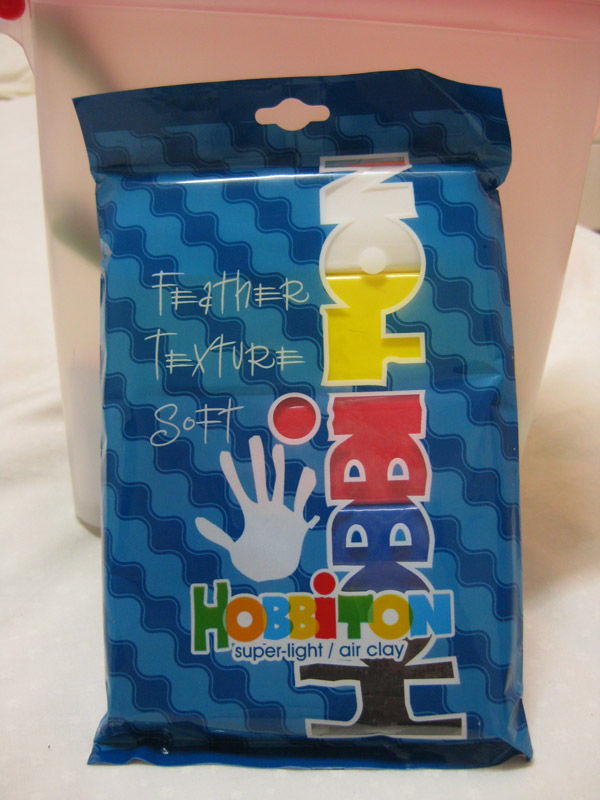 FEATHER
TEXTURE
SOFT
HOBBITON
HOBBiTON
super-light / air clay